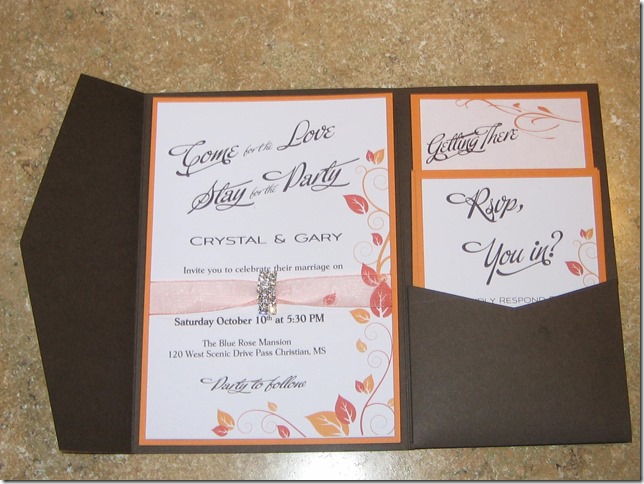 Come for the Love
Stay for the Party
CRYSTAL & GARY
Invite you to celebrate their marriage on
Saturday October 10th at 5:30 PM
The Blue Rose Mansion
120 West Scenic Drive Pass Christian, MS
Party to follow
Getting There
Rsvp,
You in?
RESPOND